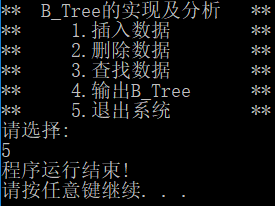 ** B_Tree的实现及分析 **
** 1.插入数据 **
** 2.删除数据 **
** 3.查找数据 **
** 4.输出B_Tree **
** 5.退出系统 **
请选择:
5
程序运行结束!
请按任意键继续. . .